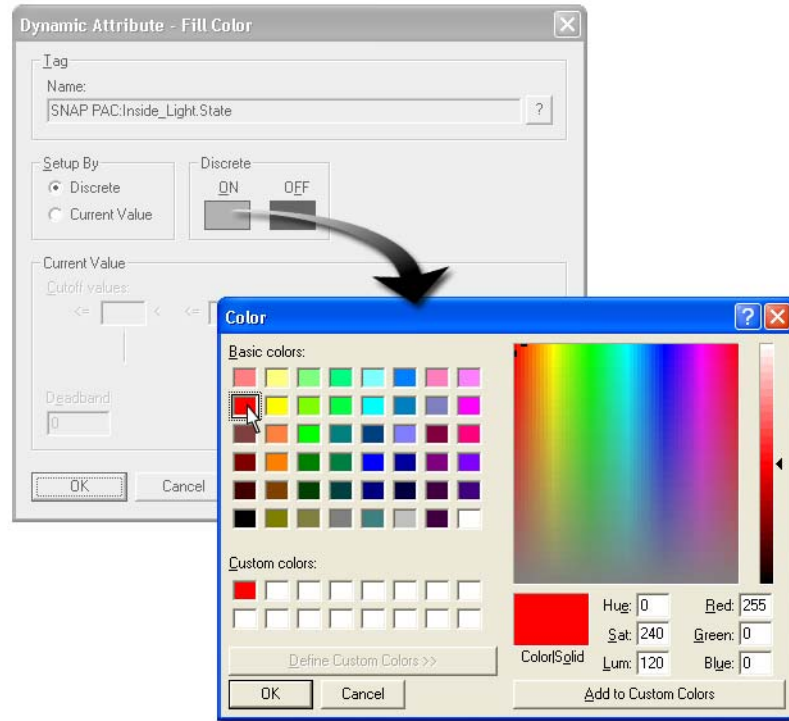 Dynamic Attribute - Fill Color
Tag
Name:
SNAP PAC:Inside_Light.State
?
Setup By
Discrete
Current Value
Discrete
ON OFF
Current Value
Cutoff values:
<= < <=
Deadband
0
OK Cancel
Color
?
Basic colors:
Custom colors:
Define Custom Colors >>
OK Cancel
Color|Solid
Hue: 0 Red: 255
Sat: 240 Green: 0
Lum: 120 Blue: 0
Add to Custom Colors